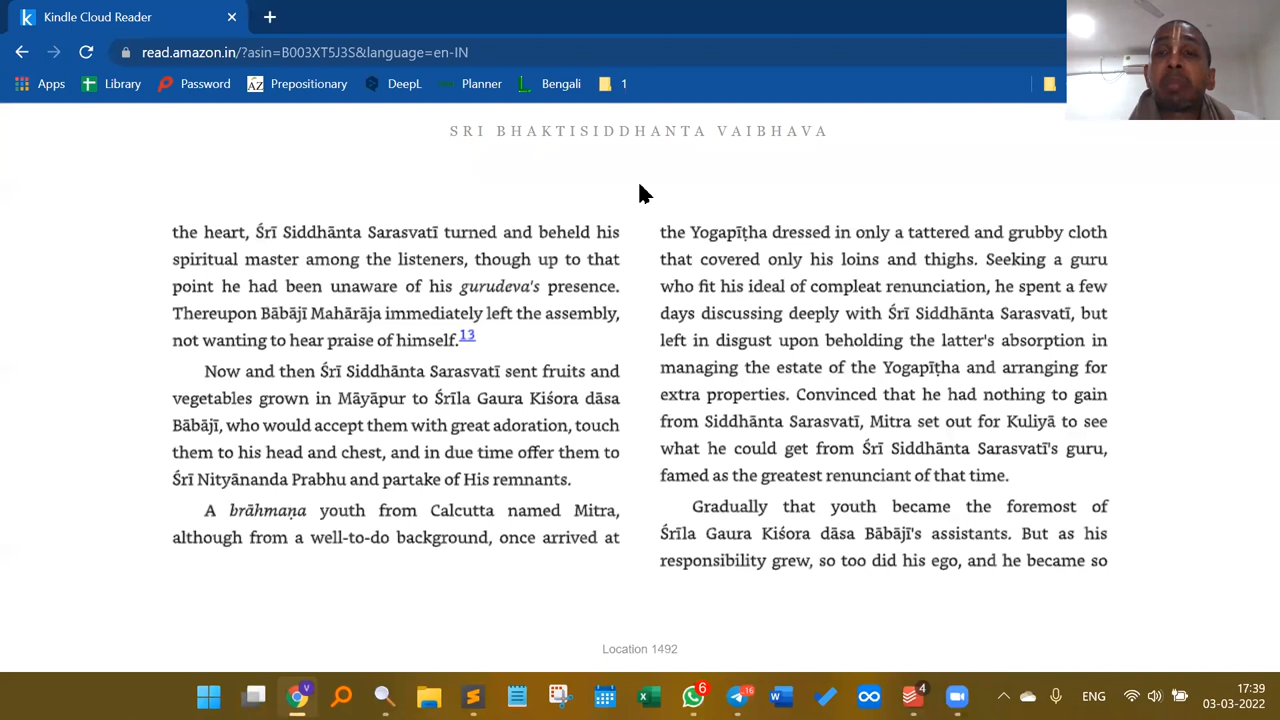 Kindle Cloud Reader
read.amazon.in/?asin=B003XT5J3S&language=en-IN
Apps Library Password AZ Prepositionary DeepL Planner Bengali 1
SRI BHAKTISIDDHANTA VAIBHAVA
the heart, Śrī Siddhānta Sarasvatī turned and beheld his
spiritual master among the listeners, though up to that
point he had been unaware of his gurudeva's presence.
Thereupon Bābājī Mahārāja immediately left the assembly,
not wanting to hear praise of himself.13
Now and then Śrī Siddhānta Sarasvatī sent fruits and
vegetables grown in Māyāpur to Śrīla Gaura Kiśora dāsa
Bābājī, who would accept them with great adoration, touch
them to his head and chest, and in due time offer them to
Śrī Nityānanda Prabhu and partake of His remnants.
A brāhmaṇa youth from Calcutta named Mitra,
although from a well-to-do background, once arrived at
the Yogapīṭha dressed in only a tattered and grubby cloth
that covered only his loins and thighs. Seeking a guru
who fit his ideal of compleat renunciation, he spent a few
days discussing deeply with Śrī Siddhānta Sarasvatī, but
left in disgust upon beholding the latter's absorption in
managing the estate of the Yogapīṭha and arranging for
extra properties. Convinced that he had nothing to gain
from Siddhānta Sarasvatī, Mitra set out for Kuliyā to see
what he could get from Śrī Siddhānta Sarasvatī's guru,
famed as the greatest renunciant of that time.
Gradually that youth became the foremost of
Śrīla Gaura Kiśora dāsa Bābājī's assistants. But as his
responsibility grew, so too did his ego, and he became so
Location 1492
6 16 4 ENG 17:39
03-03-2022